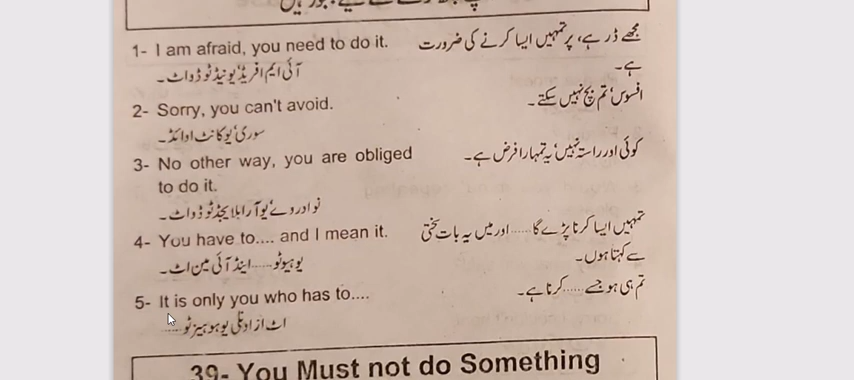 1- I am afraid, you need to do it. مجھے ڈر ہے، پر تمہیں ایسا کرنے کی ضرورت
ہے۔
آئی ایم افریڈ یو نیڈ ٹو ڈو اٹ۔
2- Sorry, you can't avoid. افسوس تم بچ نہیں سکتے۔
سوری یو کانٹ اوائڈ۔
3- No other way, you are obliged کوئی اور راستہ نہیں یہ تمہارا فرض ہے۔
to do it.
نو ادر وے یو آر ابلایجڈ ٹو ڈو اٹ۔
4- You have to.... and I mean it. تمہیں ایسا کرنا پڑے گا ...... اور میں یہ بات سختی
سے کہتا ہوں۔
یو ہیو ٹو ...... اینڈ آئی مین اٹ۔
5- It is only you who has to.... تم ہی ہو جسے ..... کرنا ہے۔
اٹ از اونلی یو ہو ہیز ٹو .....
39- You Must not do Something